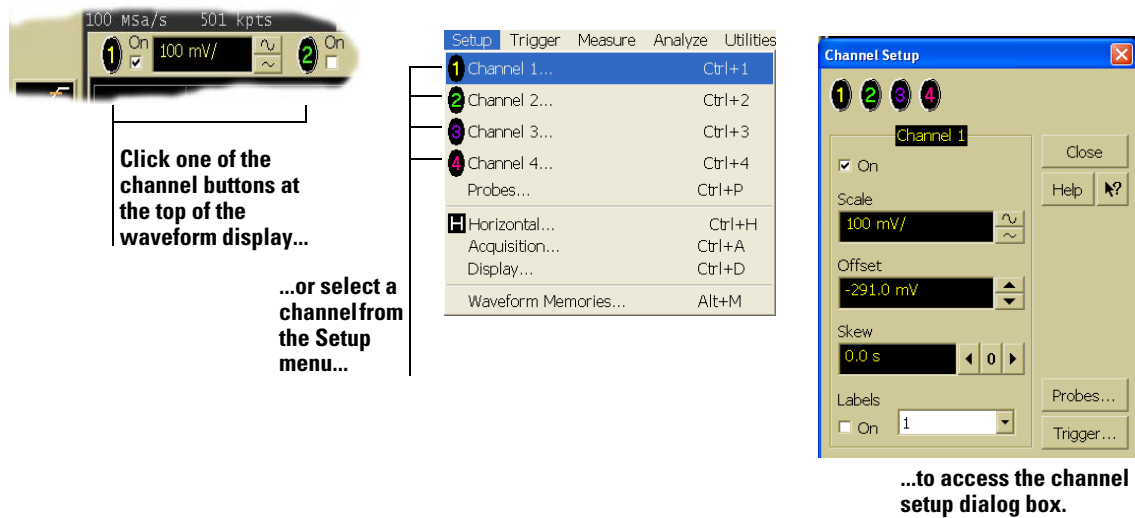 100 MSa/s 501 kpts
1 On 100 mV/ 2 On
Click one of the
channel buttons at
the top of the
waveform display...
...or select a
channel from
the Setup
menu...
Setup Trigger Measure Analyze Utilities
1 Channel 1... Ctrl+1
2 Channel 2... Ctrl+2
3 Channel 3... Ctrl+3
4 Channel 4... Ctrl+4
Probes... Ctrl+P
H Horizontal... Ctrl+H
Acquisition... Ctrl+A
Display... Ctrl+D
Waveform Memories... Alt+M
Channel Setup
1 2 3 4
Channel 1
On
Close
Help ?
Scale
100 mV/
Offset
-291.0 mV
Skew
0.0 s 0
Labels
On 1
Probes...
Trigger...
...to access the channel
setup dialog box.